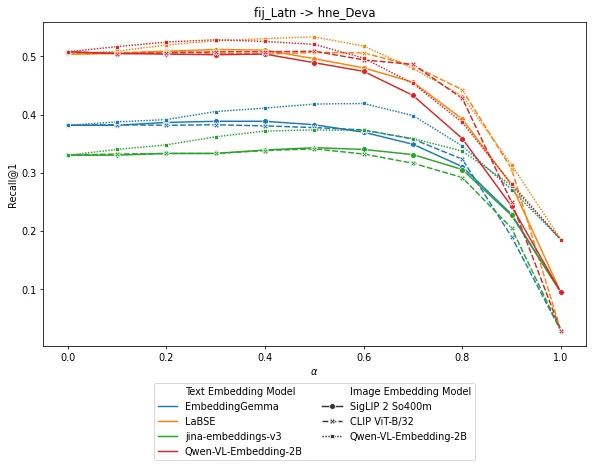 fij_Latn -> hne_Deva
Recall@1
0.5
0.4
0.3
0.2
0.1
0.0 0.2 0.4 0.6 0.8 1.0
α
Text Embedding Model Image Embedding Model
EmbeddingGemma SigLIP 2 So400m
LaBSE CLIP ViT-B/32
jina-embeddings-v3 Qwen-VL-Embedding-2B
Qwen-VL-Embedding-2B